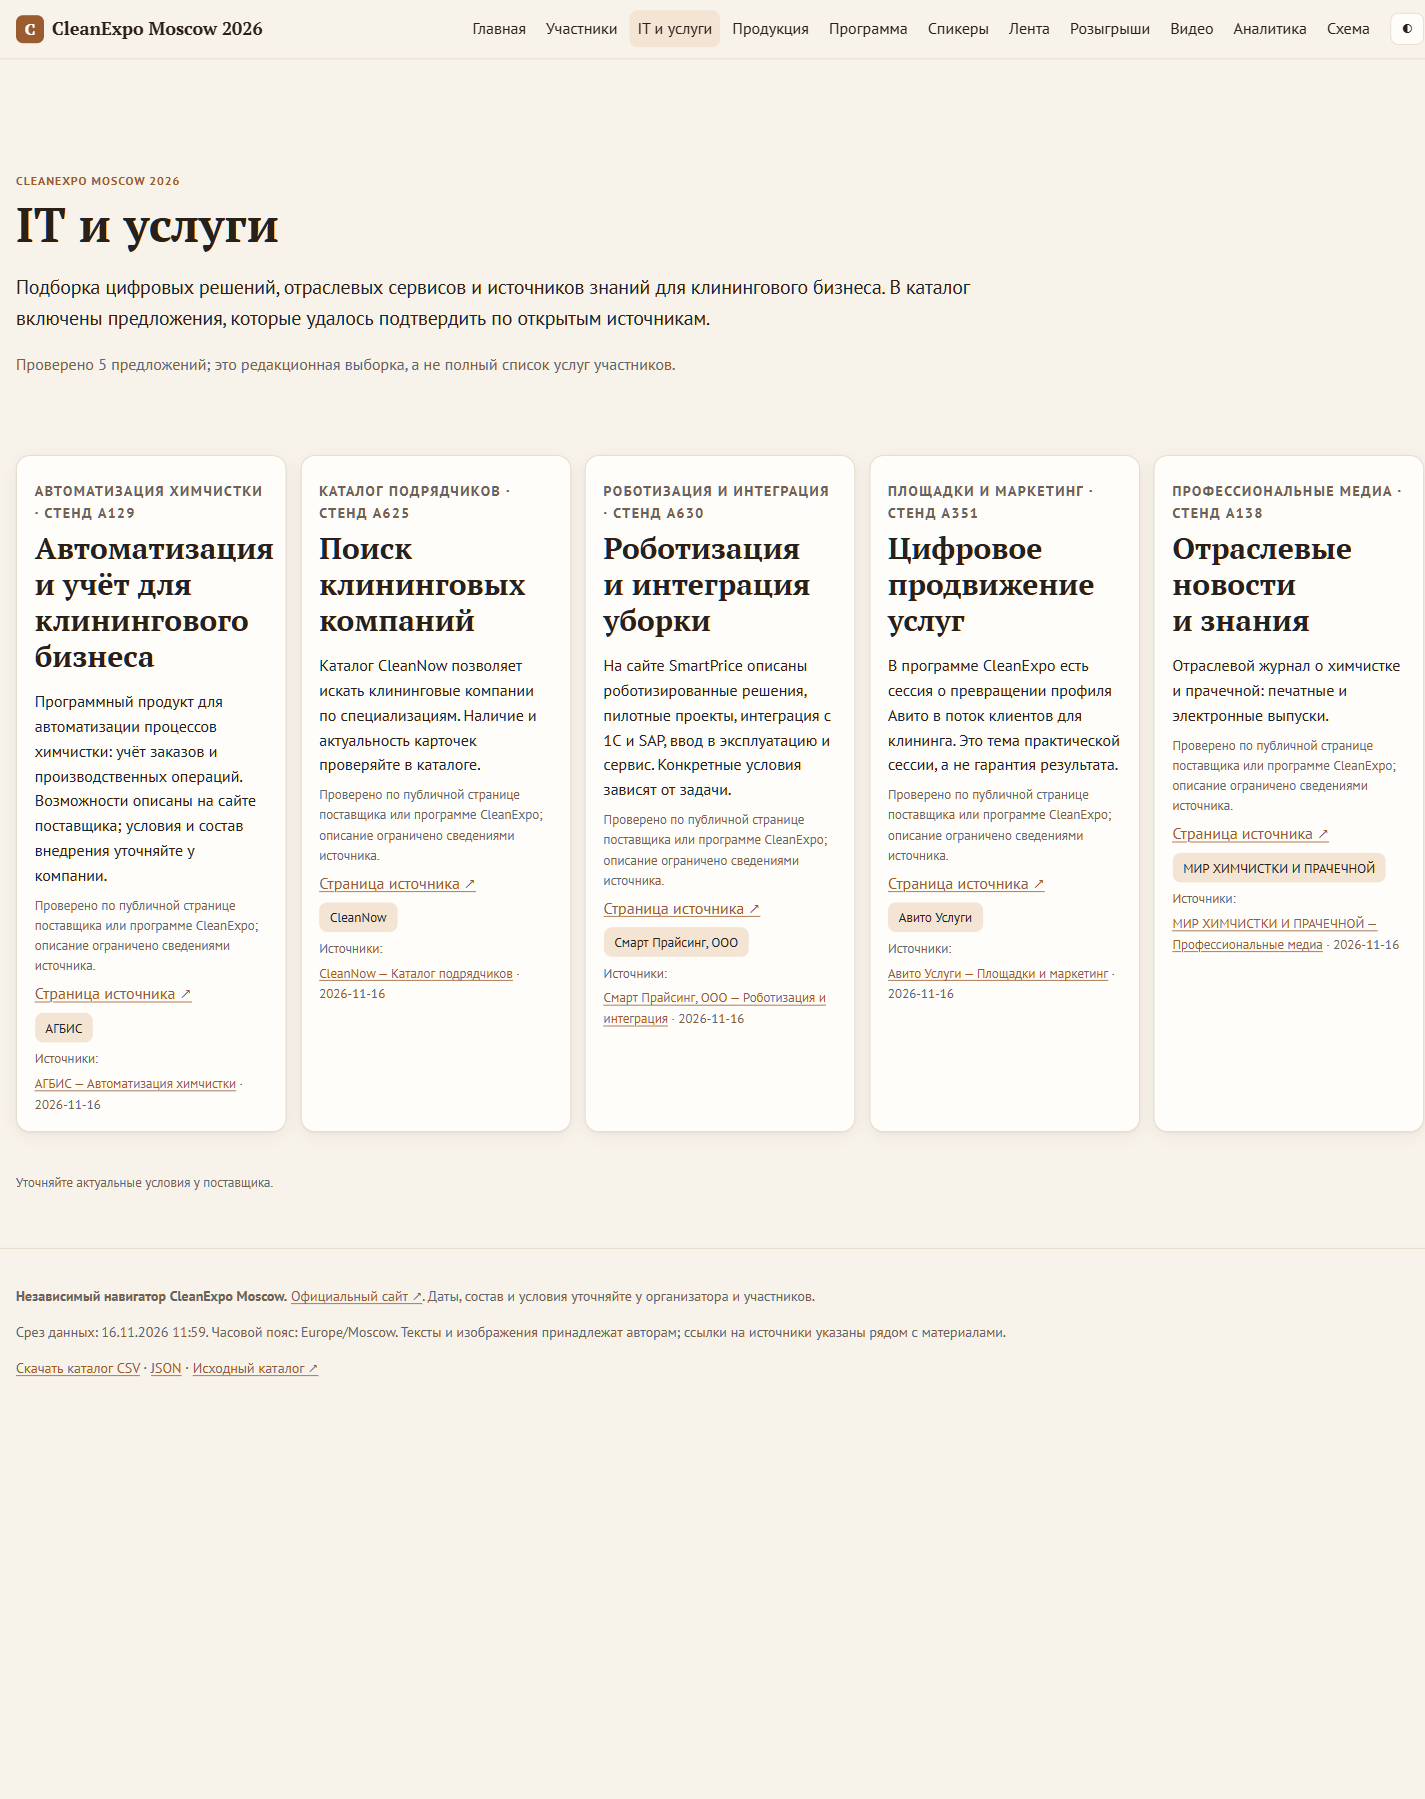 C CleanExpo Moscow 2026
Главная Участники IT и услуги Продукция Программа Спикеры Лента Розыгрыши Видео Аналитика Схема
CLEANEXPO MOSCOW 2026
IT и услуги
Подборка цифровых решений, отраслевых сервисов и источников знаний для клинингового бизнеса. В каталог
включены предложения, которые удалось подтвердить по открытым источникам.
Проверено 5 предложений; это редакционная выборка, а не полный список услуг участников.
АВТОМАТИЗАЦИЯ ХИМЧИСТКИ
· СТЕНД A129
Автоматизация
и учёт для
клинингового
бизнеса
Программный продукт для
автоматизации процессов
химчистки: учёт заказов и
производственных операций.
Возможности описаны на сайте
поставщика; условия и состав
внедрения уточняйте у
компании.
Проверено по публичной странице
поставщика или программе CleanExpo;
описание ограничено сведениями
источника.
Страница источника ↗
АГБИС
Источники:
АГБИС — Автоматизация химчистки ·
2026-11-16
КАТАЛОГ ПОДРЯДЧИКОВ ·
СТЕНД A625
Поиск
клининговых
компаний
Каталог CleanNow позволяет
искать клининговые компании
по специализациям. Наличие и
актуальность карточек
проверяйте в каталоге.
Проверено по публичной странице
поставщика или программе CleanExpo;
описание ограничено сведениями
источника.
Страница источника ↗
CleanNow
Источники:
CleanNow — Каталог подрядчиков ·
2026-11-16
РОБОТИЗАЦИЯ И ИНТЕГРАЦИЯ
· СТЕНД A630
Роботизация
и интеграция
уборки
На сайте SmartPrice описаны
роботизированные решения,
пилотные проекты, интеграция с
1С и SAP, ввод в эксплуатацию и
сервис. Конкретные условия
зависят от задачи.
Проверено по публичной странице
поставщика или программе CleanExpo;
описание ограничено сведениями
источника.
Страница источника ↗
Смарт Прайсинг, ООО
Источники:
Смарт Прайсинг, ООО — Роботизация и
интеграция · 2026-11-16
ПЛОЩАДКИ И МАРКЕТИНГ ·
СТЕНД A351
Цифровое
продвижение
услуг
В программе CleanExpo есть
сессия о превращении профиля
Авито в поток клиентов для
клининга. Это тема практической
сессии, а не гарантия результата.
Проверено по публичной странице
поставщика или программе CleanExpo;
описание ограничено сведениями
источника.
Страница источника ↗
Авито Услуги
Источники:
Авито Услуги — Площадки и маркетинг ·
2026-11-16
ПРОФЕССИОНАЛЬНЫЕ МЕДИА ·
СТЕНД A138
Отраслевые
новости
и знания
Отраслевой журнал о химчистке
и прачечной: печатные и
электронные выпуски.
Проверено по публичной странице
поставщика или программе CleanExpo;
описание ограничено сведениями
источника.
Страница источника ↗
МИР ХИМЧИСТКИ И ПРАЧЕЧНОЙ
Источники:
МИР ХИМЧИСТКИ И ПРАЧЕЧНОЙ —
Профессиональные медиа · 2026-11-16
Уточняйте актуальные условия у поставщика.
Независимый навигатор CleanExpo Moscow. Официальный сайт ↗. Даты, состав и условия уточняйте у организатора и участников.
Срез данных: 16.11.2026 11:59. Часовой пояс: Europe/Moscow. Тексты и изображения принадлежат авторам; ссылки на источники указаны рядом с материалами.
Скачать каталог CSV · JSON · Исходный каталог ↗